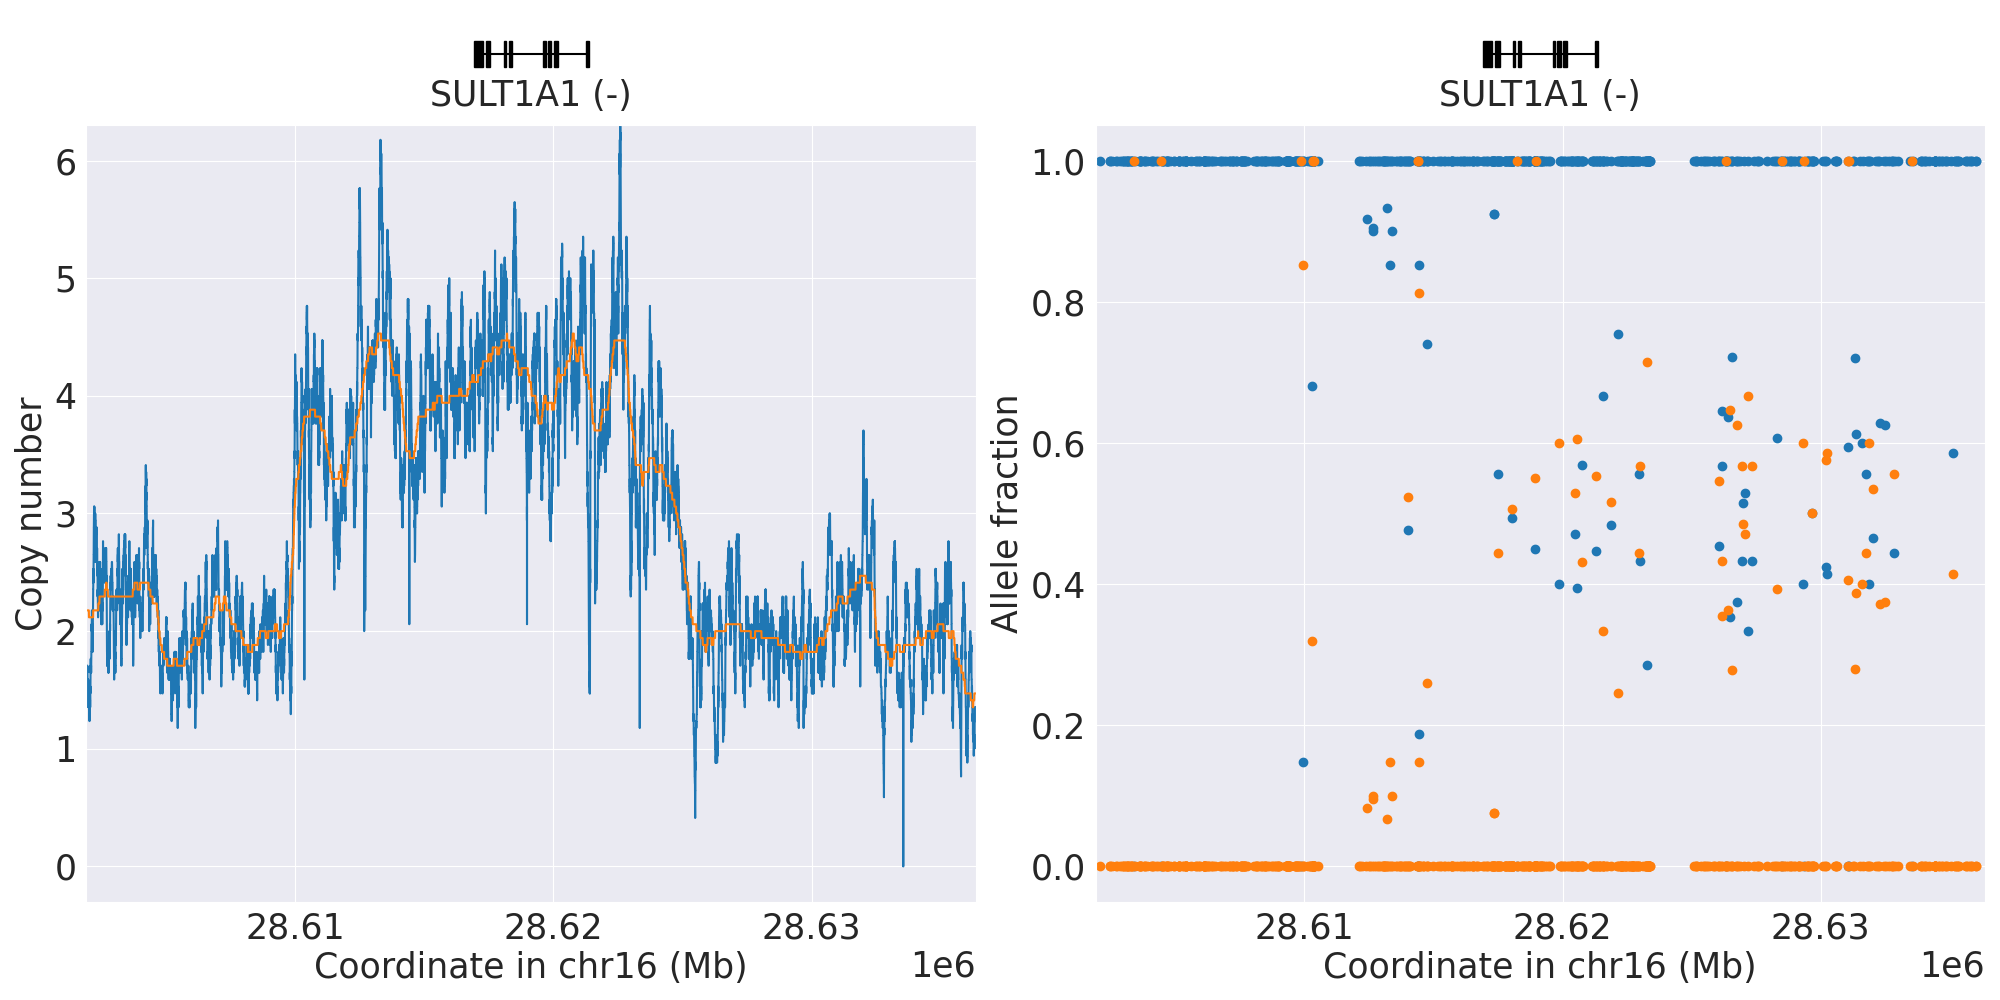 SULT1A1 (-)
6
5
4
3
2
1
0
Copy number
28.61
28.62
28.63
Coordinate in chr16 (Mb)
1e6
SULT1A1 (-)
1.0
0.8
0.6
0.4
0.2
0.0
Allele fraction
28.61
28.62
28.63
Coordinate in chr16 (Mb)
1e6